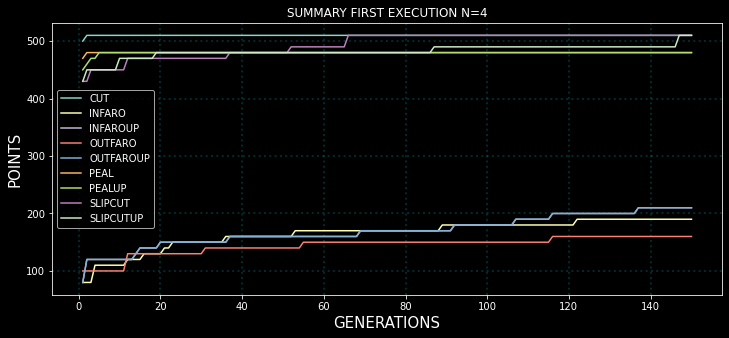 SUMMARY FIRST EXECUTION N=4
POINTS
500
400
300
200
100
CUT
INFARO
INFAROUP
OUTFARO
OUTFAROUP
PEAL
PEALUP
SLIPCUT
SLIPCUTUP
0 20 40 60 80 100 120 140
GENERATIONS